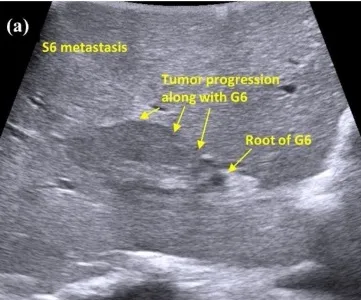 (a)
S6 metastasis
Tumor progression
along with G6
Root of G6